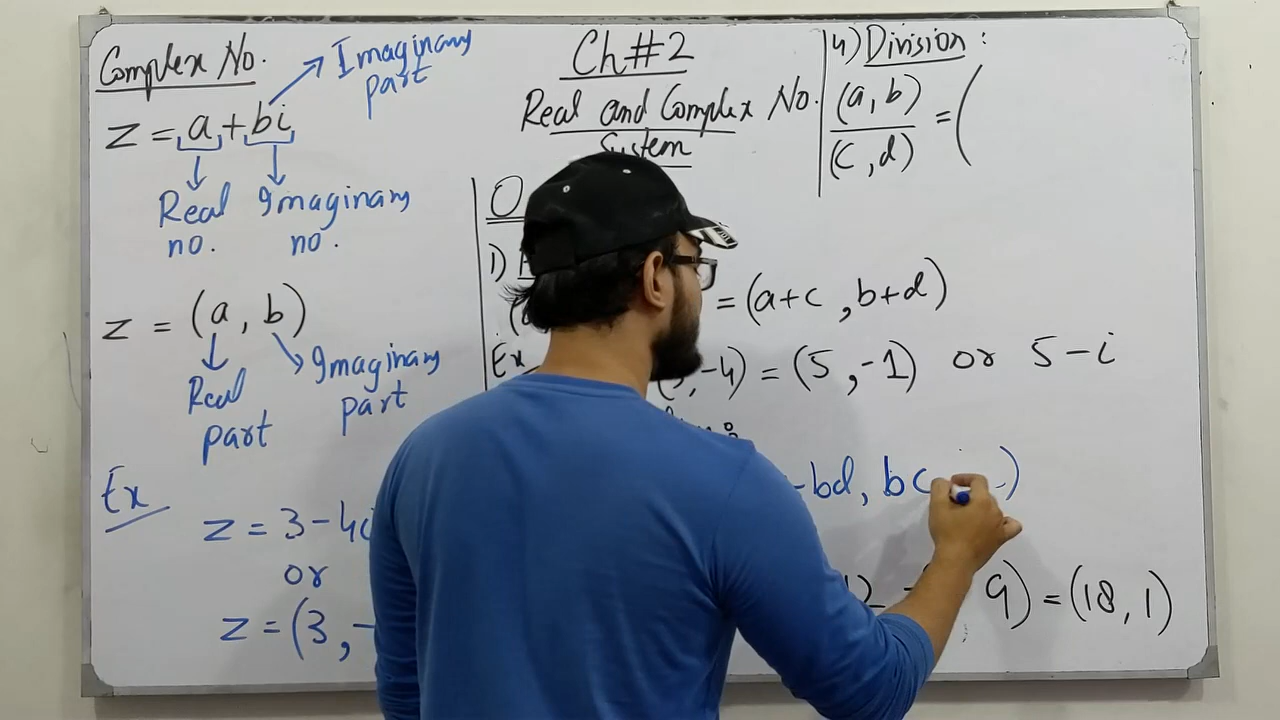 Complex No.
Imaginary
part
z = a + bi
Real Imaginary
no. no.
z = (a, b)
Real
part
Imaginary
part
Ex
z = 3 - 4i
or
z = (3, -
Ch#2
Real and Complex No.
System
1)
= (a+c , b+d)
Ex , -4) = (5 , -1) or 5 - i
-bd, bc )
12 9) = (18, 1)
4) Division :
(a, b)
(c, d)
= (